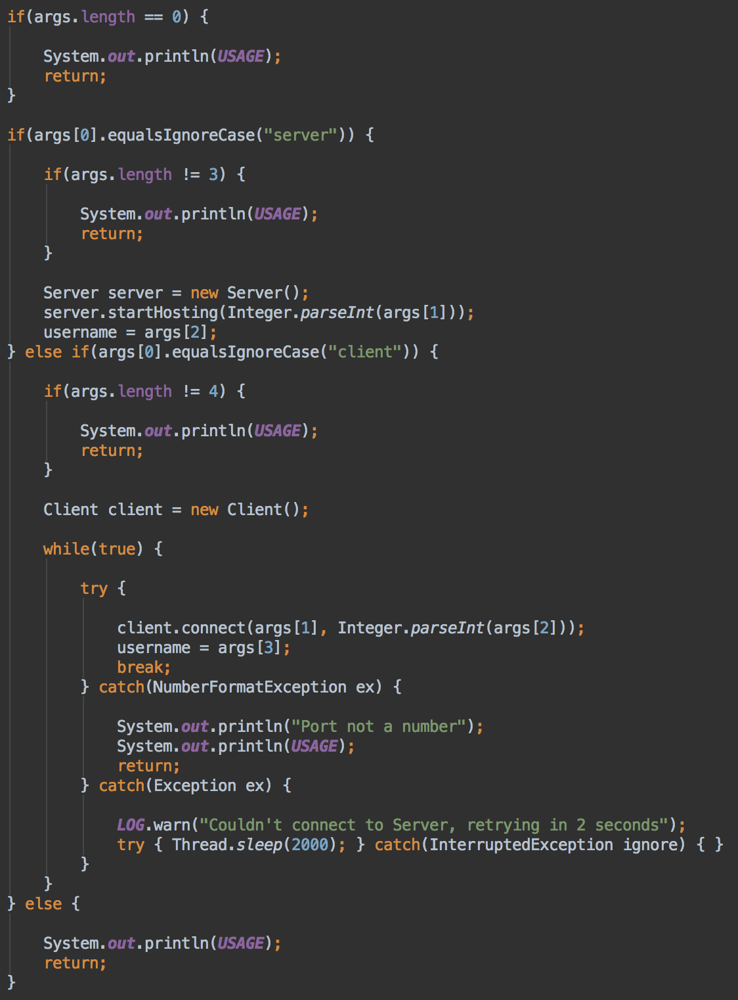 if(args.length == 0) {
System.out.println(USAGE);
return;
}
if(args[0].equalsIgnoreCase("server")) {
if(args.length != 3) {
System.out.println(USAGE);
return;
}
Server server = new Server();
server.startHosting(Integer.parseInt(args[1]));
username = args[2];
} else if(args[0].equalsIgnoreCase("client")) {
if(args.length != 4) {
System.out.println(USAGE);
return;
}
Client client = new Client();
while(true) {
try {
client.connect(args[1], Integer.parseInt(args[2]));
username = args[3];
break;
} catch(NumberFormatException ex) {
System.out.println("Port not a number");
System.out.println(USAGE);
return;
} catch(Exception ex) {
LOG.warn("Couldn't connect to Server, retrying in 2 seconds");
try { Thread.sleep(2000); } catch(InterruptedException ignore) { }
}
}
} else {
System.out.println(USAGE);
return;
}